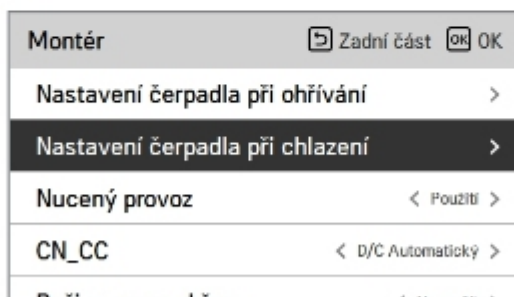 Montér Zadní část OK OK
Nastavení čerpadla při ohřívání >
Nastavení čerpadla při chlazení >
Nucený provoz < Použití >
CN_CC < D/C Automatický >